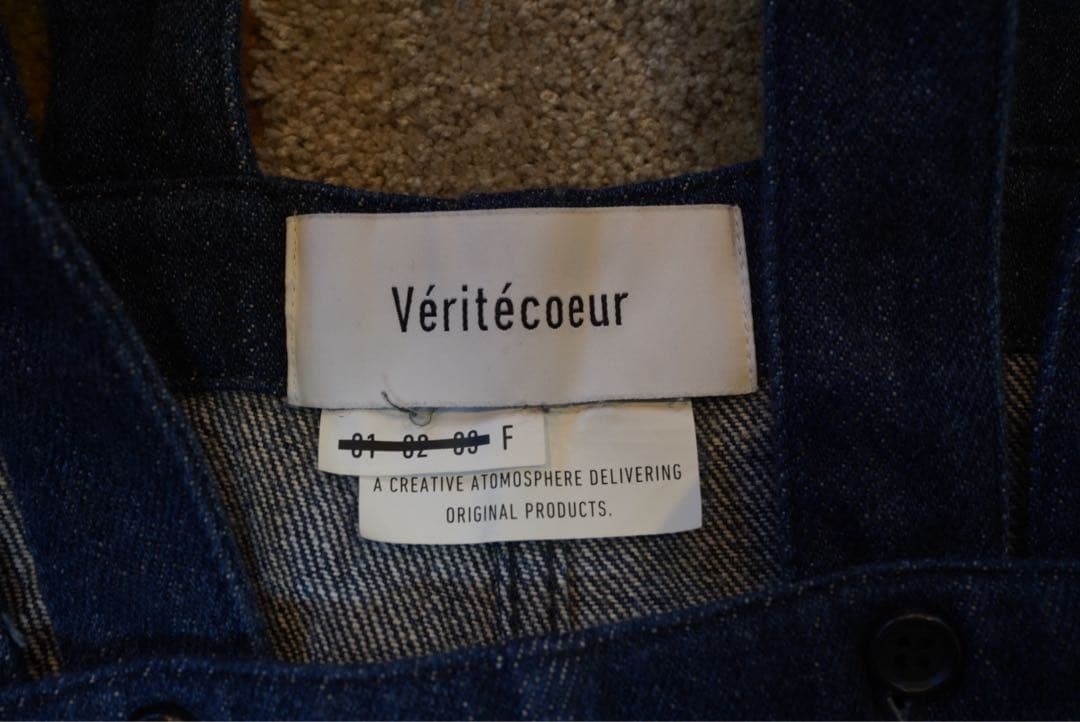 Véritécoeur
01 02 03 F
A CREATIVE ATOMOSPHERE DELIVERING
ORIGINAL PRODUCTS.